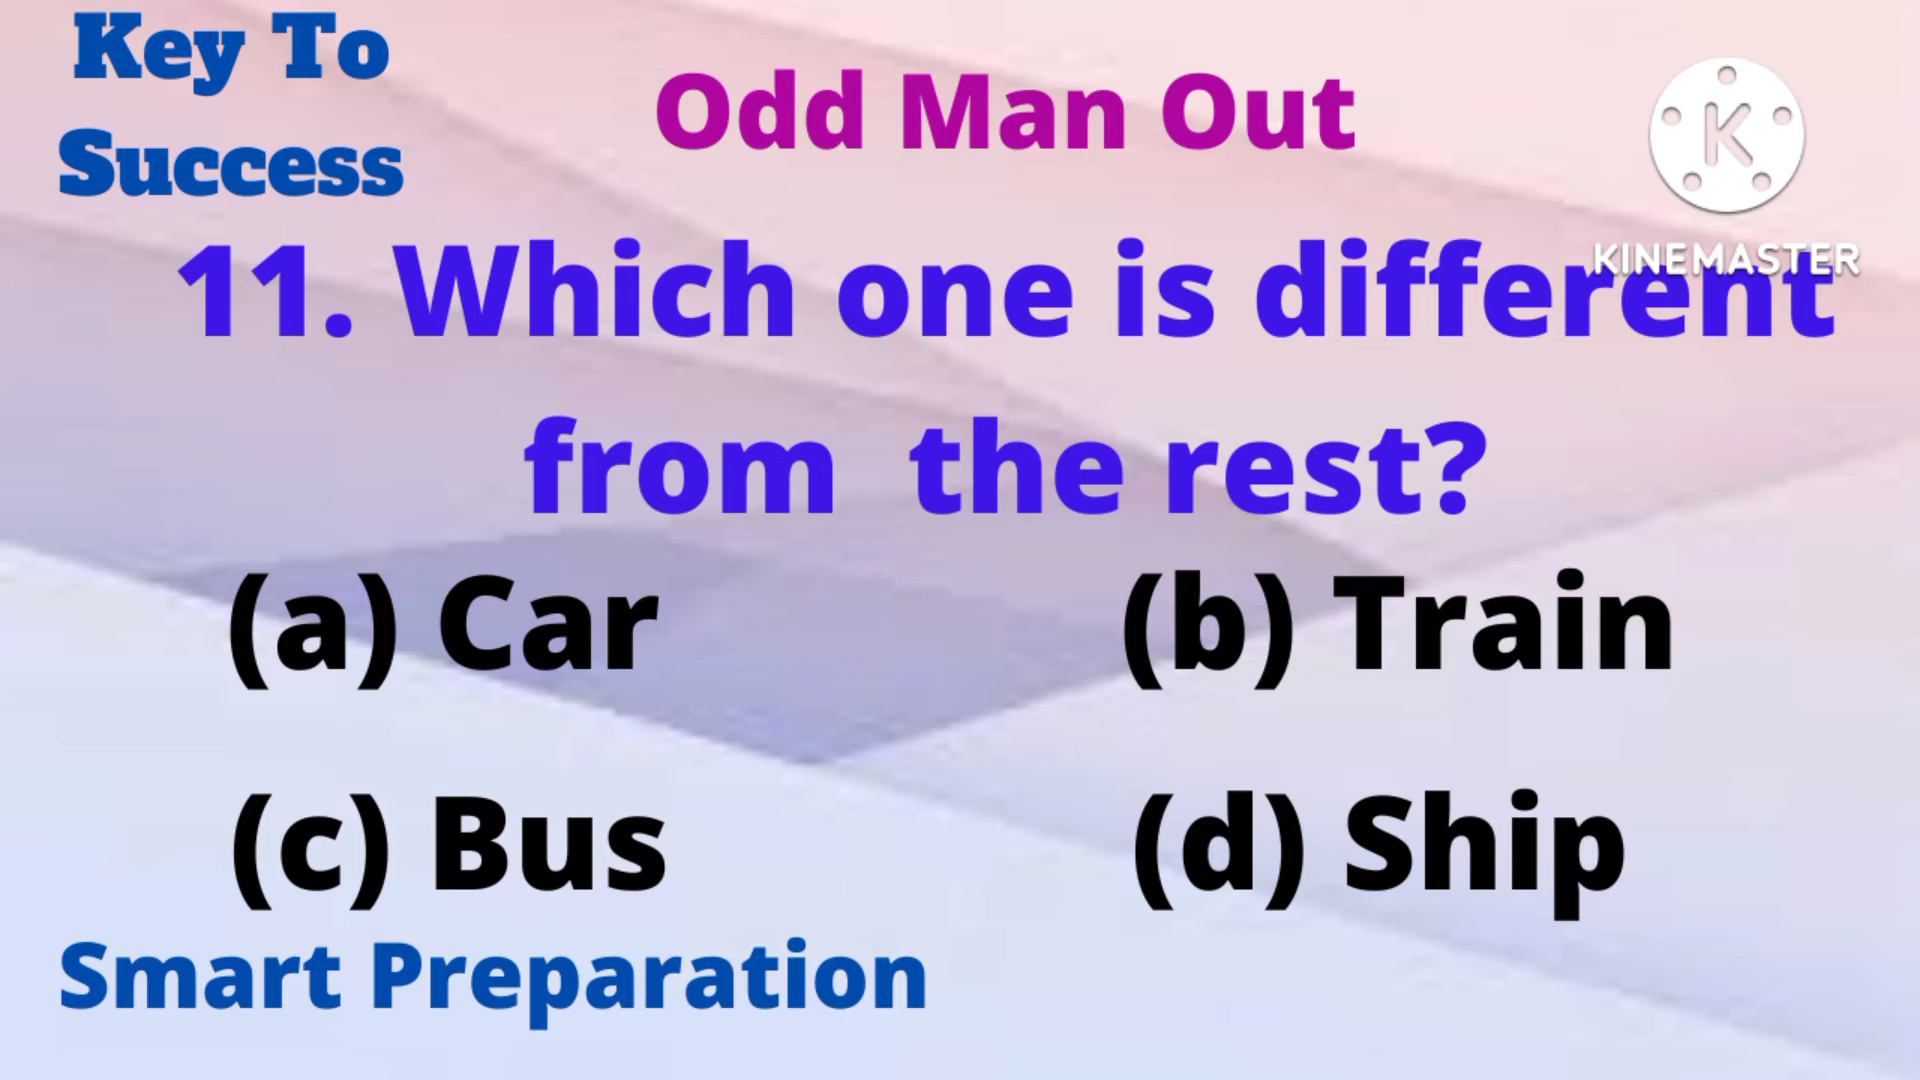 Key To
Success
Odd Man Out
K
KINEMASTER
11. Which one is different
from the rest?
(a) Car
(b) Train
(c) Bus
(d) Ship
Smart Preparation